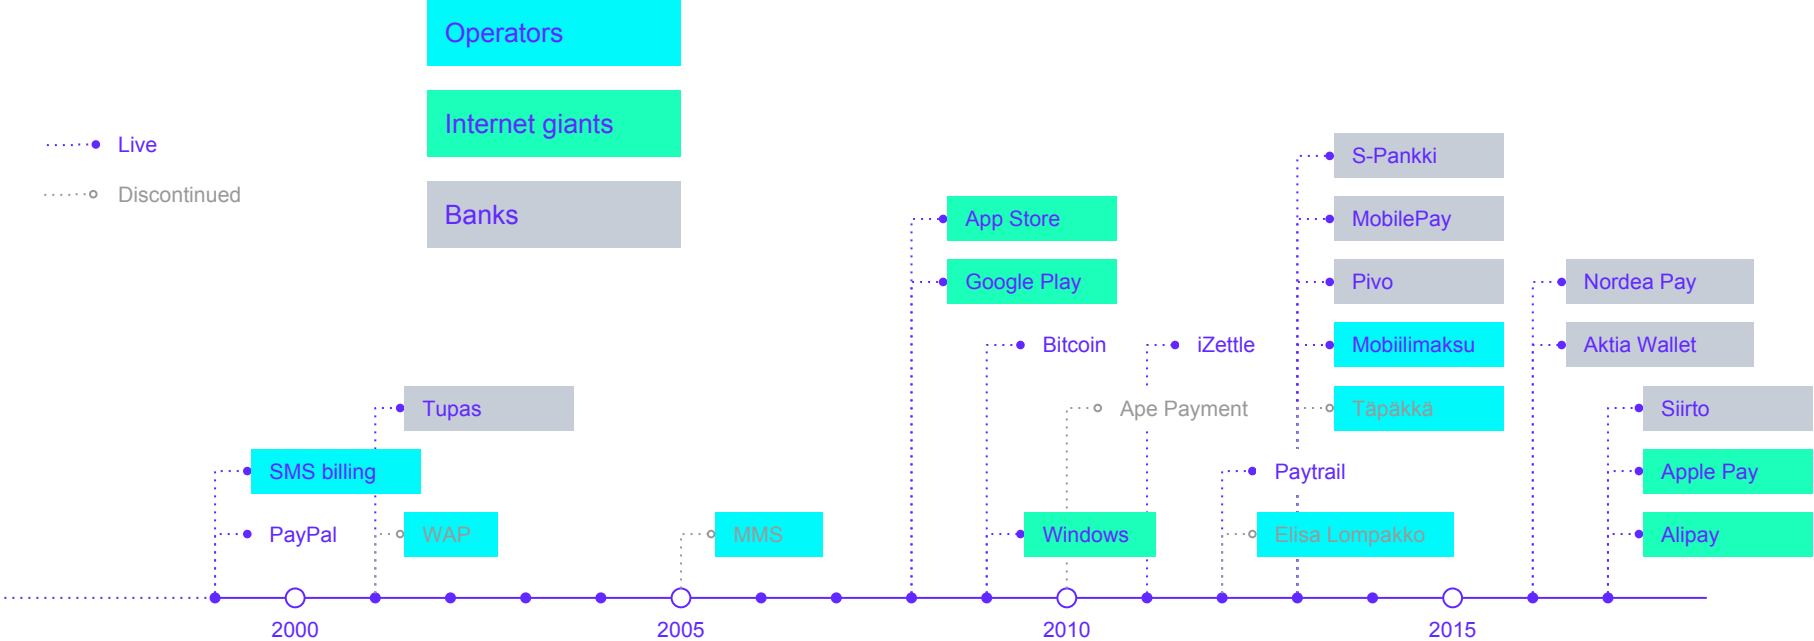 Operators
Internet giants
Banks
Live
Discontinued
S-Pankki
App Store
MobilePay
Google Play
Pivo
Nordea Pay
Bitcoin
iZettle
Mobiilimaksu
Aktia Wallet
Tupas
Ape Payment
Täpäkkä
Siirto
SMS billing
Paytrail
Apple Pay
PayPal
WAP
MMS
Windows
Elisa Lompakko
Alipay
2000
2005
2010
2015